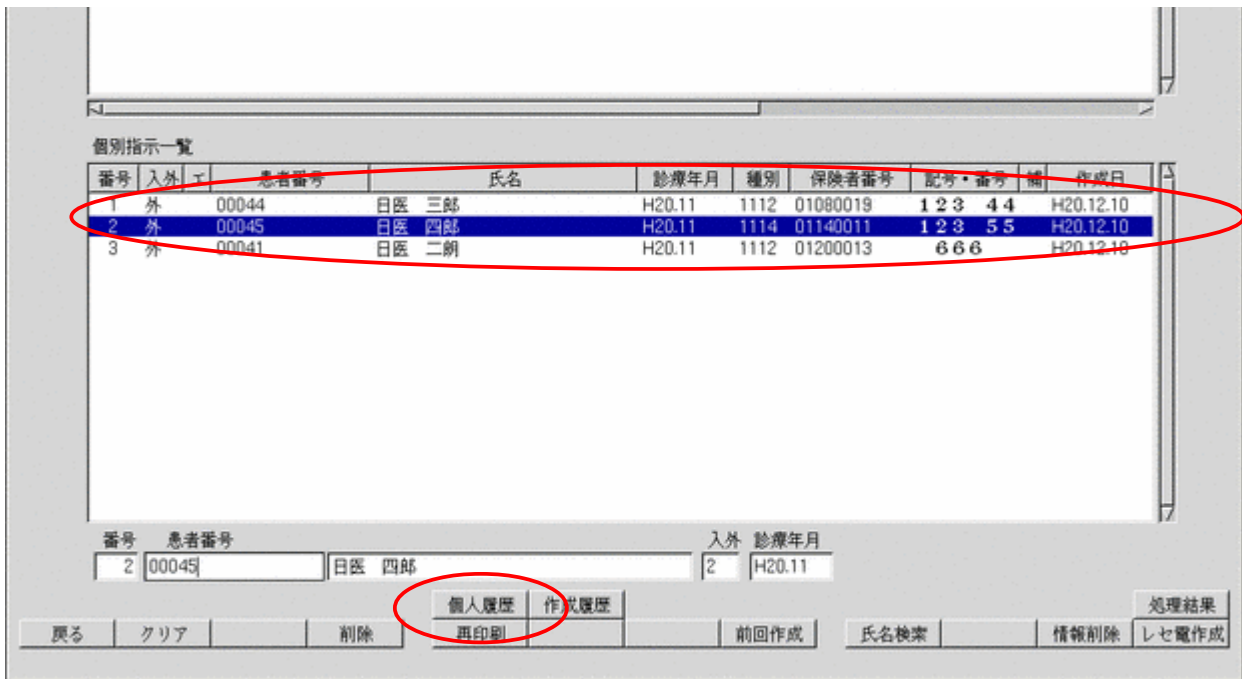 個別指示一覧
番号 入外 エ 患者番号 氏名 診療年月 種別 保険者番号 記号・番号 補 作成日
1 外 00044 日医 三郎 H20.11 1112 01080019 123 44 H20.12.10
2 外 00045 日医 四郎 H20.11 1114 01140011 123 55 H20.12.10
3 外 00041 日医 二朗 H20.11 1112 01200013 666 H20.12.10
番号 患者番号 入外 診療年月
2 00045 日医 四郎 2 H20.11
個人履歴 作成履歴 処理結果
戻る クリア 削除 再印刷 前回作成 氏名検索 情報削除 レセ電作成